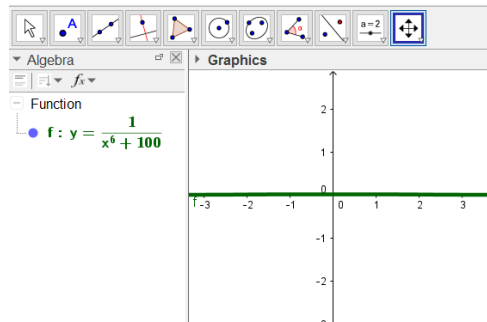 A
a = 2
Algebra
Graphics
fx
Function
f : y = 1 / (x⁶ + 100)
2
1
0
f -3 -2 -1 0 1 2 3
-1
-2